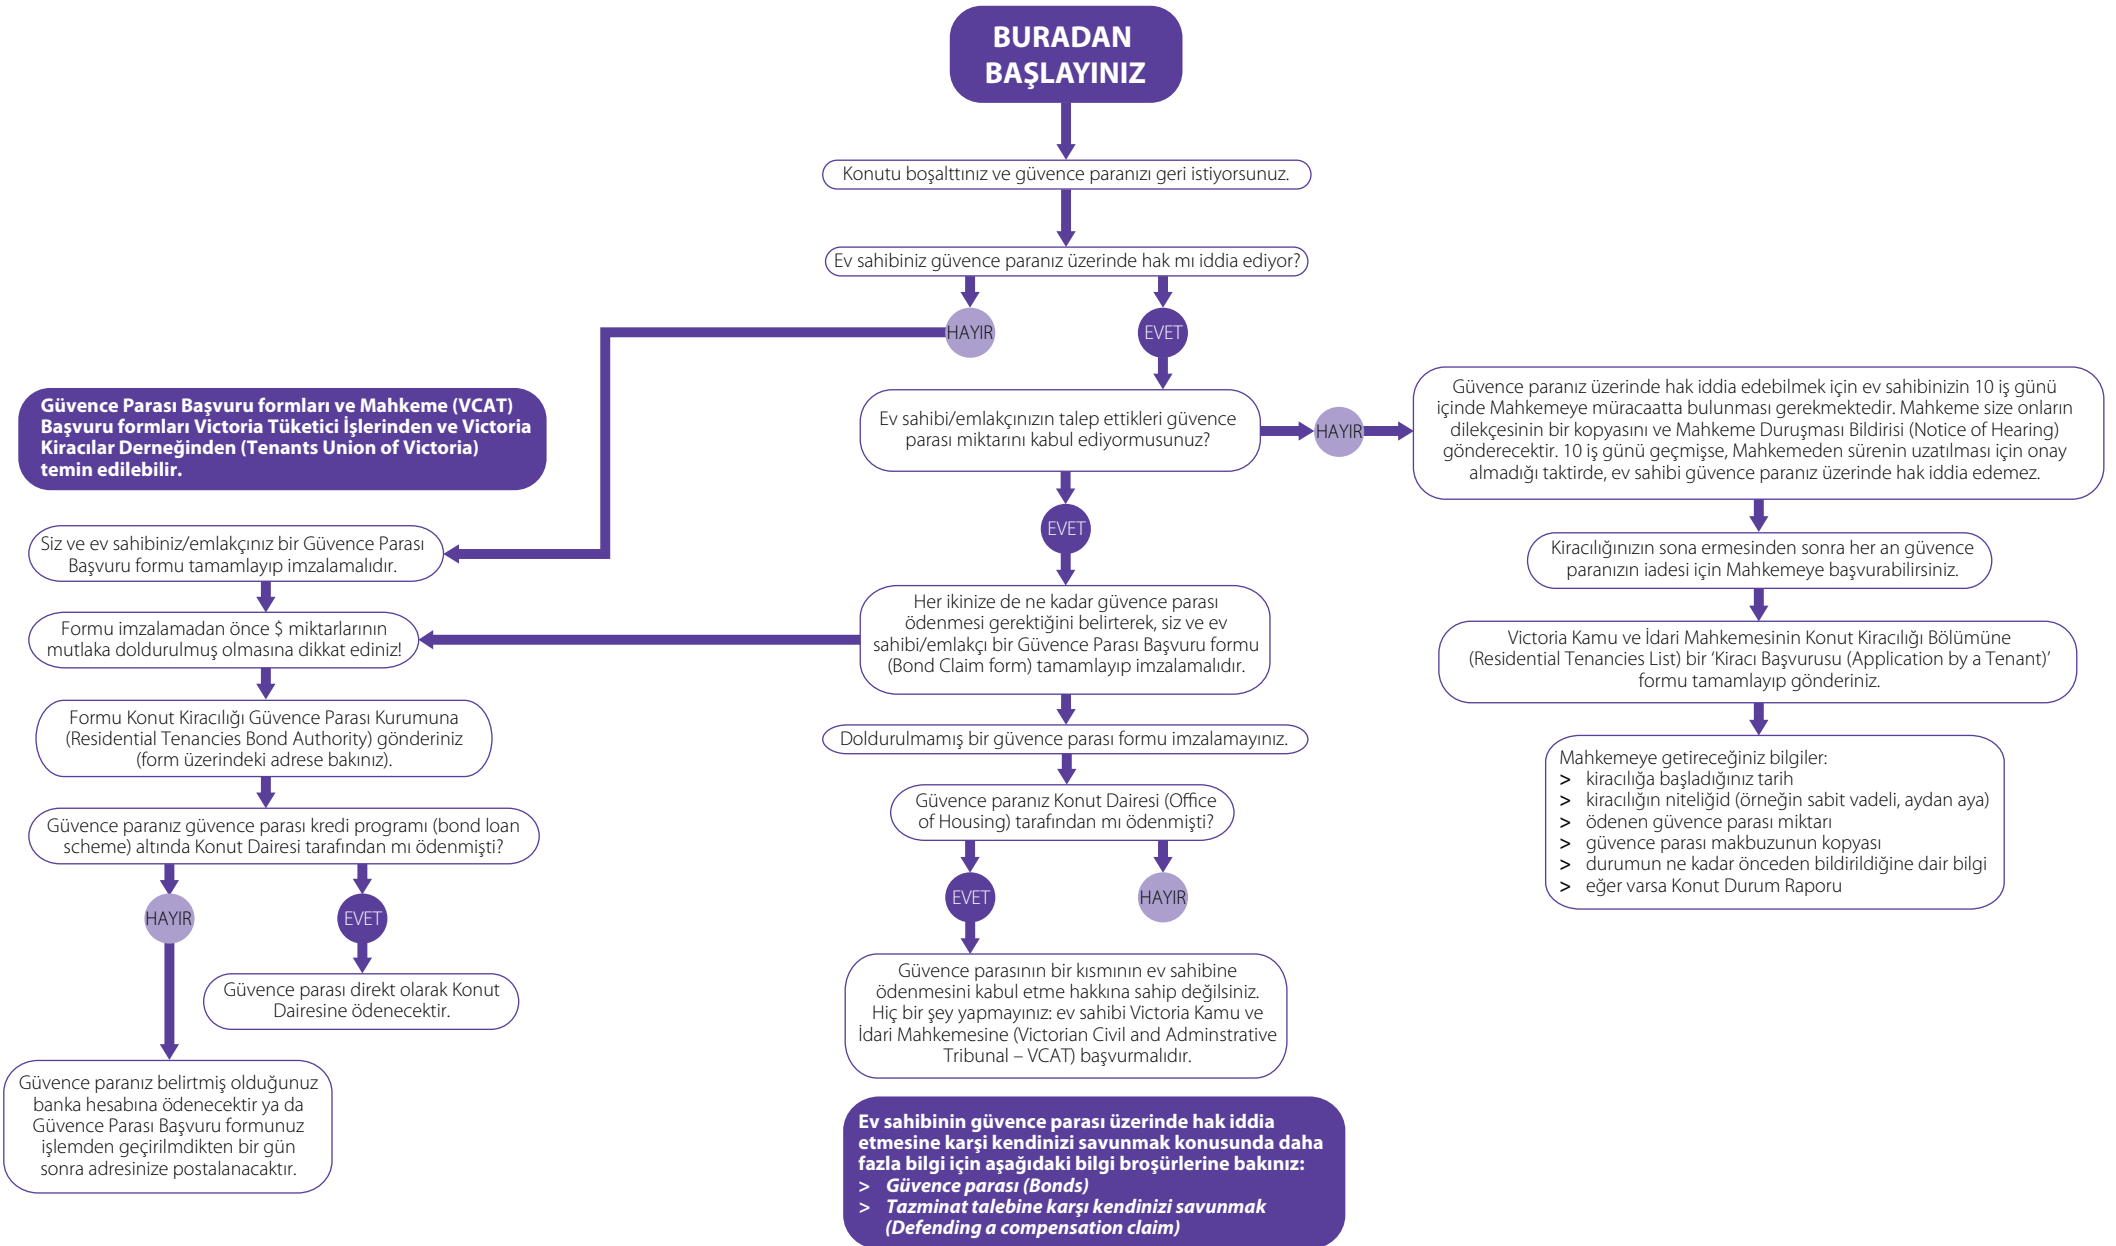 BURADAN
BAŞLAYINIZ
Konutu boşalttınız ve güvence paranızı geri istiyorsunuz.
Ev sahibiniz güvence paranız üzerinde hak mı iddia ediyor?
HAYIR
EVET
Güvence Parası Başvuru formları ve Mahkeme (VCAT)
Başvuru formları Victoria Tüketici İşlerinden ve Victoria
Kiracılar Derneğinden (Tenants Union of Victoria)
temin edilebilir.
Ev sahibi/emlakçınızın talep ettikleri güvence
parası miktarını kabul ediyormusunuz?
HAYIR
Güvence paranız üzerinde hak iddia edebilmek için ev sahibinizin 10 iş günü
içinde Mahkemeye müracaatta bulunması gerekmektedir. Mahkeme size onların
dilekçesinin bir kopyasını ve Mahkeme Duruşması Bildirisi (Notice of Hearing)
gönderecektir. 10 iş günü geçmişse, Mahkemeden sürenin uzatılması için onay
almadığı taktirde, ev sahibi güvence paranız üzerinde hak iddia edemez.
EVET
Siz ve ev sahibiniz/emlakçınız bir Güvence Parası
Başvuru formu tamamlayıp imzalamalıdır.
Kiracılığınızın sona ermesinden sonra her an güvence
paranızın iadesi için Mahkemeye başvurabilirsiniz.
Formu imzalamadan önce $ miktarlarının
mutlaka doldurulmuş olmasına dikkat ediniz!
Her ikinize de ne kadar güvence parası
ödenmesi gerektiğini belirterek, siz ve ev
sahibi/emlakçı bir Güvence Parası Başvuru formu
(Bond Claim form) tamamlayıp imzalamalıdır.
Victoria Kamu ve İdari Mahkemesinin Konut Kiracılığı Bölümüne
(Residential Tenancies List) bir ‘Kiracı Başvurusu (Application by a Tenant)’
formu tamamlayıp gönderiniz.
Formu Konut Kiracılığı Güvence Parası Kurumuna
(Residential Tenancies Bond Authority) gönderiniz
(form üzerindeki adrese bakınız).
Doldurulmamış bir güvence parası formu imzalamayınız.
Mahkemeye getireceğiniz bilgiler:
> kiracılığa başladığınız tarih
> kiracılığın niteliğid (örneğin sabit vadeli, aydan aya)
> ödenen güvence parası miktarı
> güvence parası makbuzunun kopyası
> durumun ne kadar önceden bildirildiğine dair bilgi
> eğer varsa Konut Durum Raporu
Güvence paranız güvence parası kredi programı (bond loan
scheme) altında Konut Dairesi tarafından mı ödenmişti?
Güvence paranız Konut Dairesi (Office
of Housing) tarafından mı ödenmişti?
HAYIR
EVET
EVET
HAYIR
Güvence parası direkt olarak Konut
Dairesine ödenecektir.
Güvence parasının bir kısmının ev sahibine
ödenmesini kabul etme hakkına sahip değilsiniz.
Hiç bir şey yapmayınız: ev sahibi Victoria Kamu ve
İdari Mahkemesine (Victorian Civil and Adminstrative
Tribunal – VCAT) başvurmalıdır.
Güvence paranız belirtmiş olduğunuz
banka hesabına ödenecektir ya da
Güvence Parası Başvuru formunuz
işlemden geçirilmdikten bir gün
sonra adresinize postalanacaktır.
Ev sahibinin güvence parası üzerinde hak iddia
etmesine karşi kendinizi savunmak konusunda daha
fazla bilgi için aşağıdaki bilgi broşürlerine bakınız:
> Güvence parası (Bonds)
> Tazminat talebine karşı kendinizi savunmak
(Defending a compensation claim)